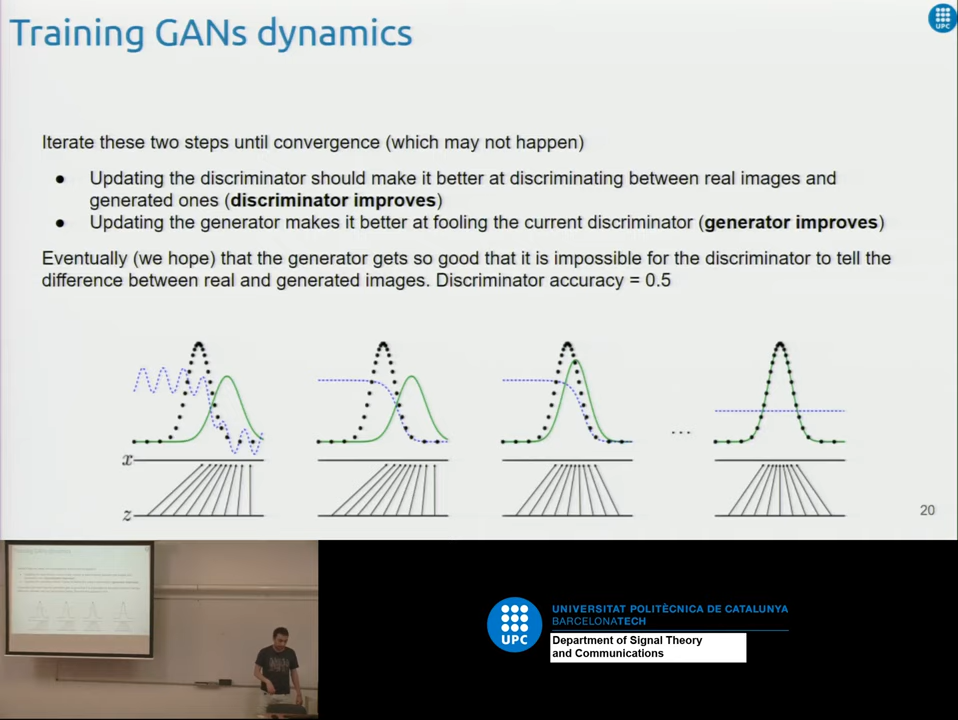 Training GANs dynamics
UPC
Iterate these two steps until convergence (which may not happen)
● Updating the discriminator should make it better at discriminating between real images and
generated ones (discriminator improves)
● Updating the generator makes it better at fooling the current discriminator (generator improves)
Eventually (we hope) that the generator gets so good that it is impossible for the discriminator to tell the
difference between real and generated images. Discriminator accuracy = 0.5
...
x
z
20
UPC
UNIVERSITAT POLITÈCNICA DE CATALUNYA
BARCELONATECH
Department of Signal Theory
and Communications